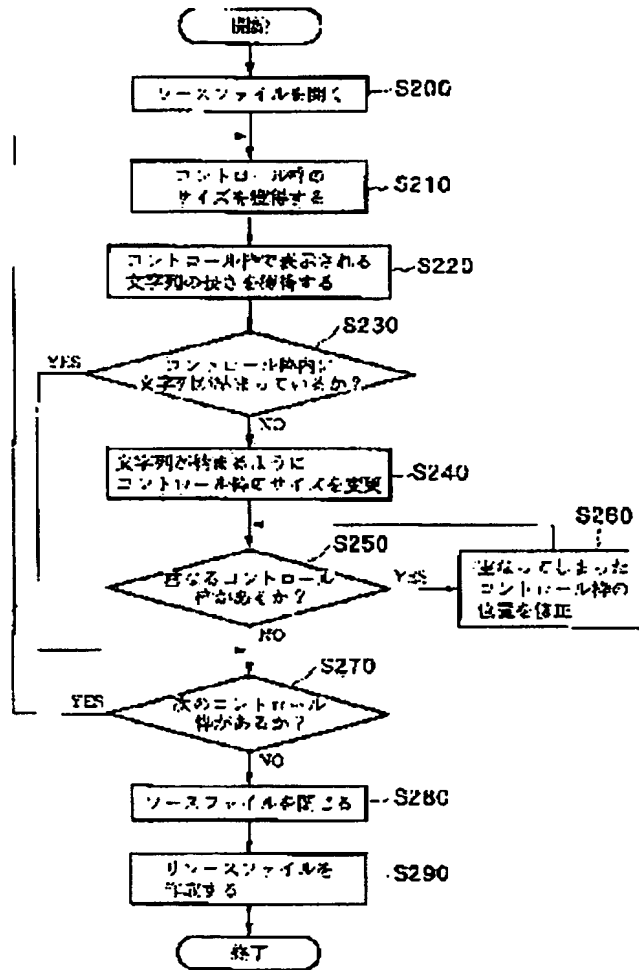 開始
ソースファイルを開く
S200
コントロール枠の
サイズを獲得する
S210
コントロール枠で表示される
文字列の長さを獲得する
S220
S230
YES
コントロール枠内に
文字列が納まっているか?
NO
文字列が納まるように
コントロール枠のサイズを変更
S240
S260
S250
重なるコントロール
枠があるか?
YES
重なってしまった
コントロール枠の
位置を修正
NO
S270
YES
次のコントロール
枠があるか?
NO
ソースファイルを閉じる
S280
リソースファイルを
作成する
S290
終了